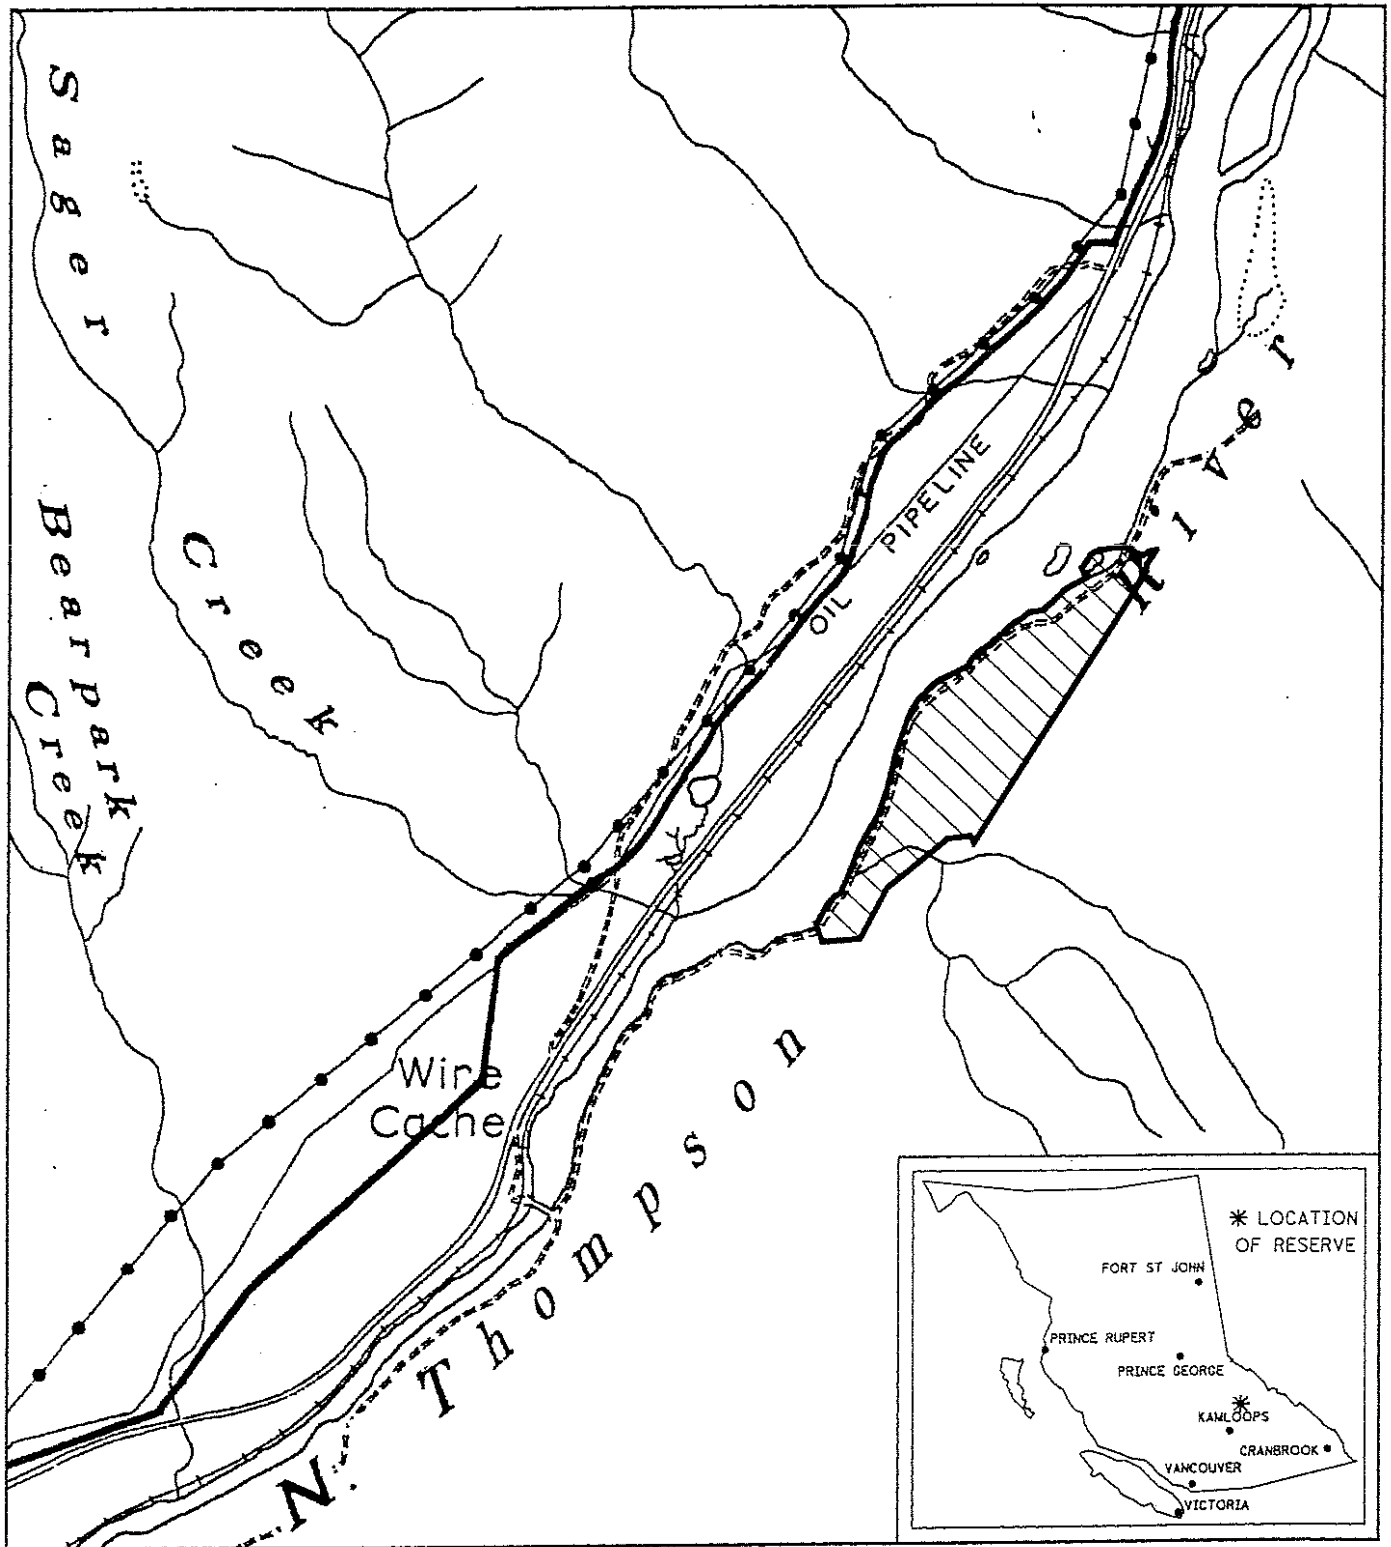 Sager
Creek
Bearpark
Creek
OIL PIPELINE
Wire
Cache
N. Thompson River
* LOCATION
OF RESERVE
FORT ST JOHN
PRINCE RUPERT
PRINCE GEORGE
KAMLOOPS
CRANBROOK
VANCOUVER
VICTORIA